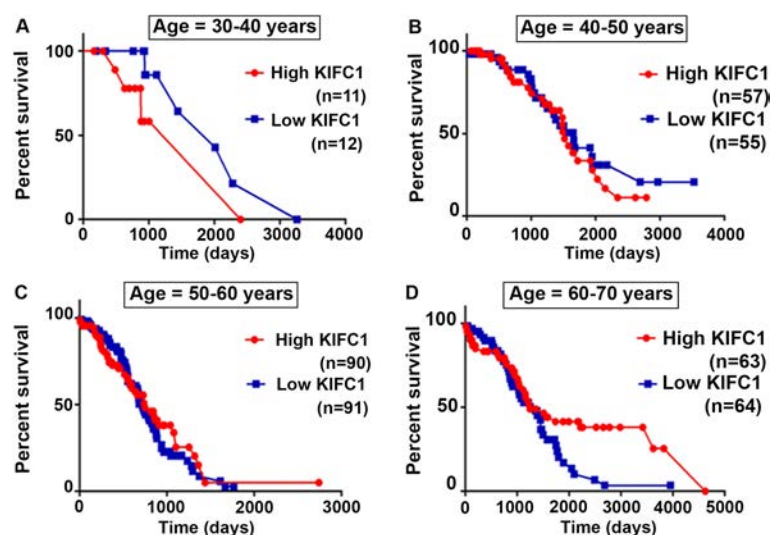 A
Age = 30-40 years
Percent survival
100
50
0
High KIFC1
(n=11)
Low KIFC1
(n=12)
0
1000
2000
3000
4000
Time (days)
B
Age = 40-50 years
Percent survival
100
50
0
High KIFC1
(n=57)
Low KIFC1
(n=55)
0
1000
2000
3000
4000
Time (days)
C
Age = 50-60 years
Percent survival
100
50
0
High KIFC1
(n=90)
Low KIFC1
(n=91)
0
1000
2000
3000
Time (days)
D
Age = 60-70 years
Percent survival
100
50
0
High KIFC1
(n=63)
Low KIFC1
(n=64)
0
1000
2000
3000
4000
5000
Time (days)